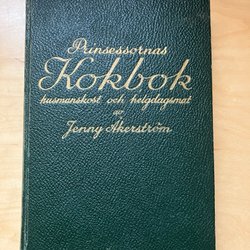 Prinsessornas
Kokbok
husmanskost och helgdagsmat
av
Jenny Åkerström